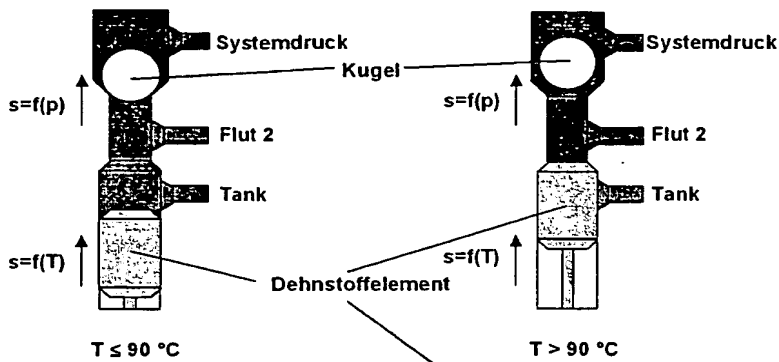 Systemdruck
Systemdruck
Kugel
s=f(p)
s=f(p)
Flut 2
Flut 2
Tank
Tank
s=f(T)
s=f(T)
Dehnstoffelement
T ≤ 90 °C
T > 90 °C